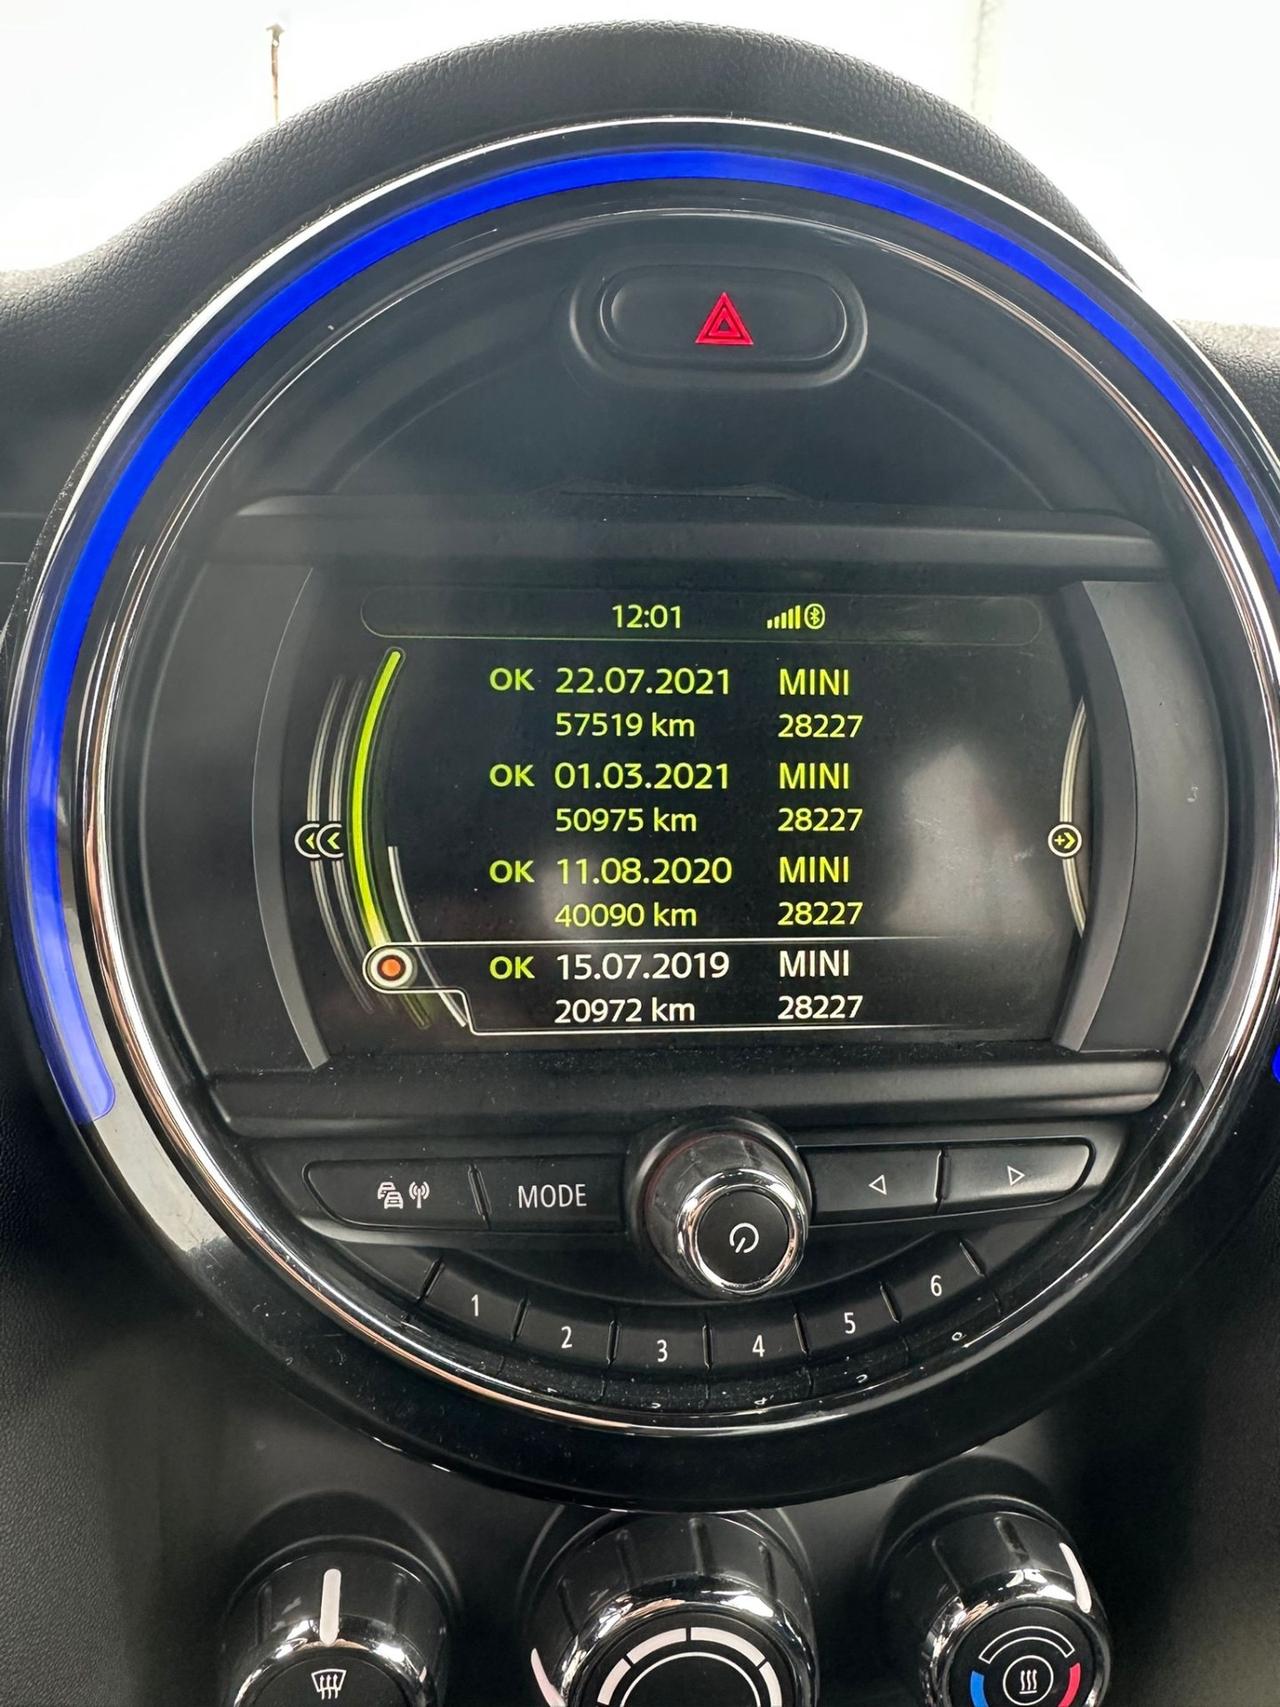 12:01
OK 22.07.2021 MINI
57519 km 28227
OK 01.03.2021 MINI
50975 km 28227
OK 11.08.2020 MINI
40090 km 28227
OK 15.07.2019 MINI
20972 km 28227
MODE
1 2 3 4 5 6